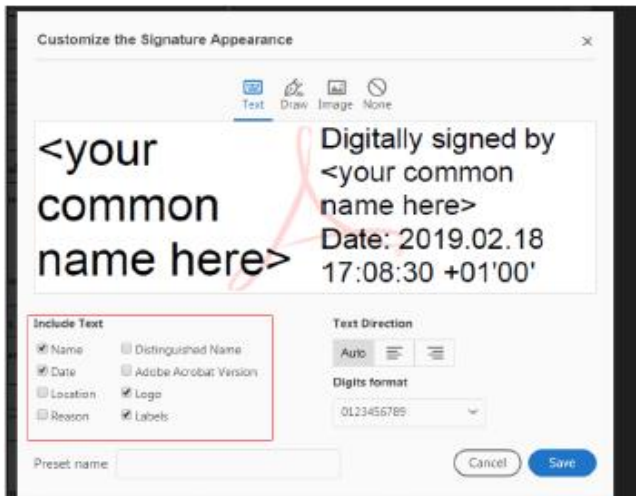 Customize the Signature Appearance
Text Draw Image None
<your
common
name here>
Digitally signed by
<your common
name here>
Date: 2019.02.18
17:08:30 +01'00'
Include Text
Name
Distinguished Name
Date
Adobe Acrobat Version
Location
Logo
Reason
Labels
Text Direction
Auto
Digits format
0123456789
Preset name
Cancel
Save